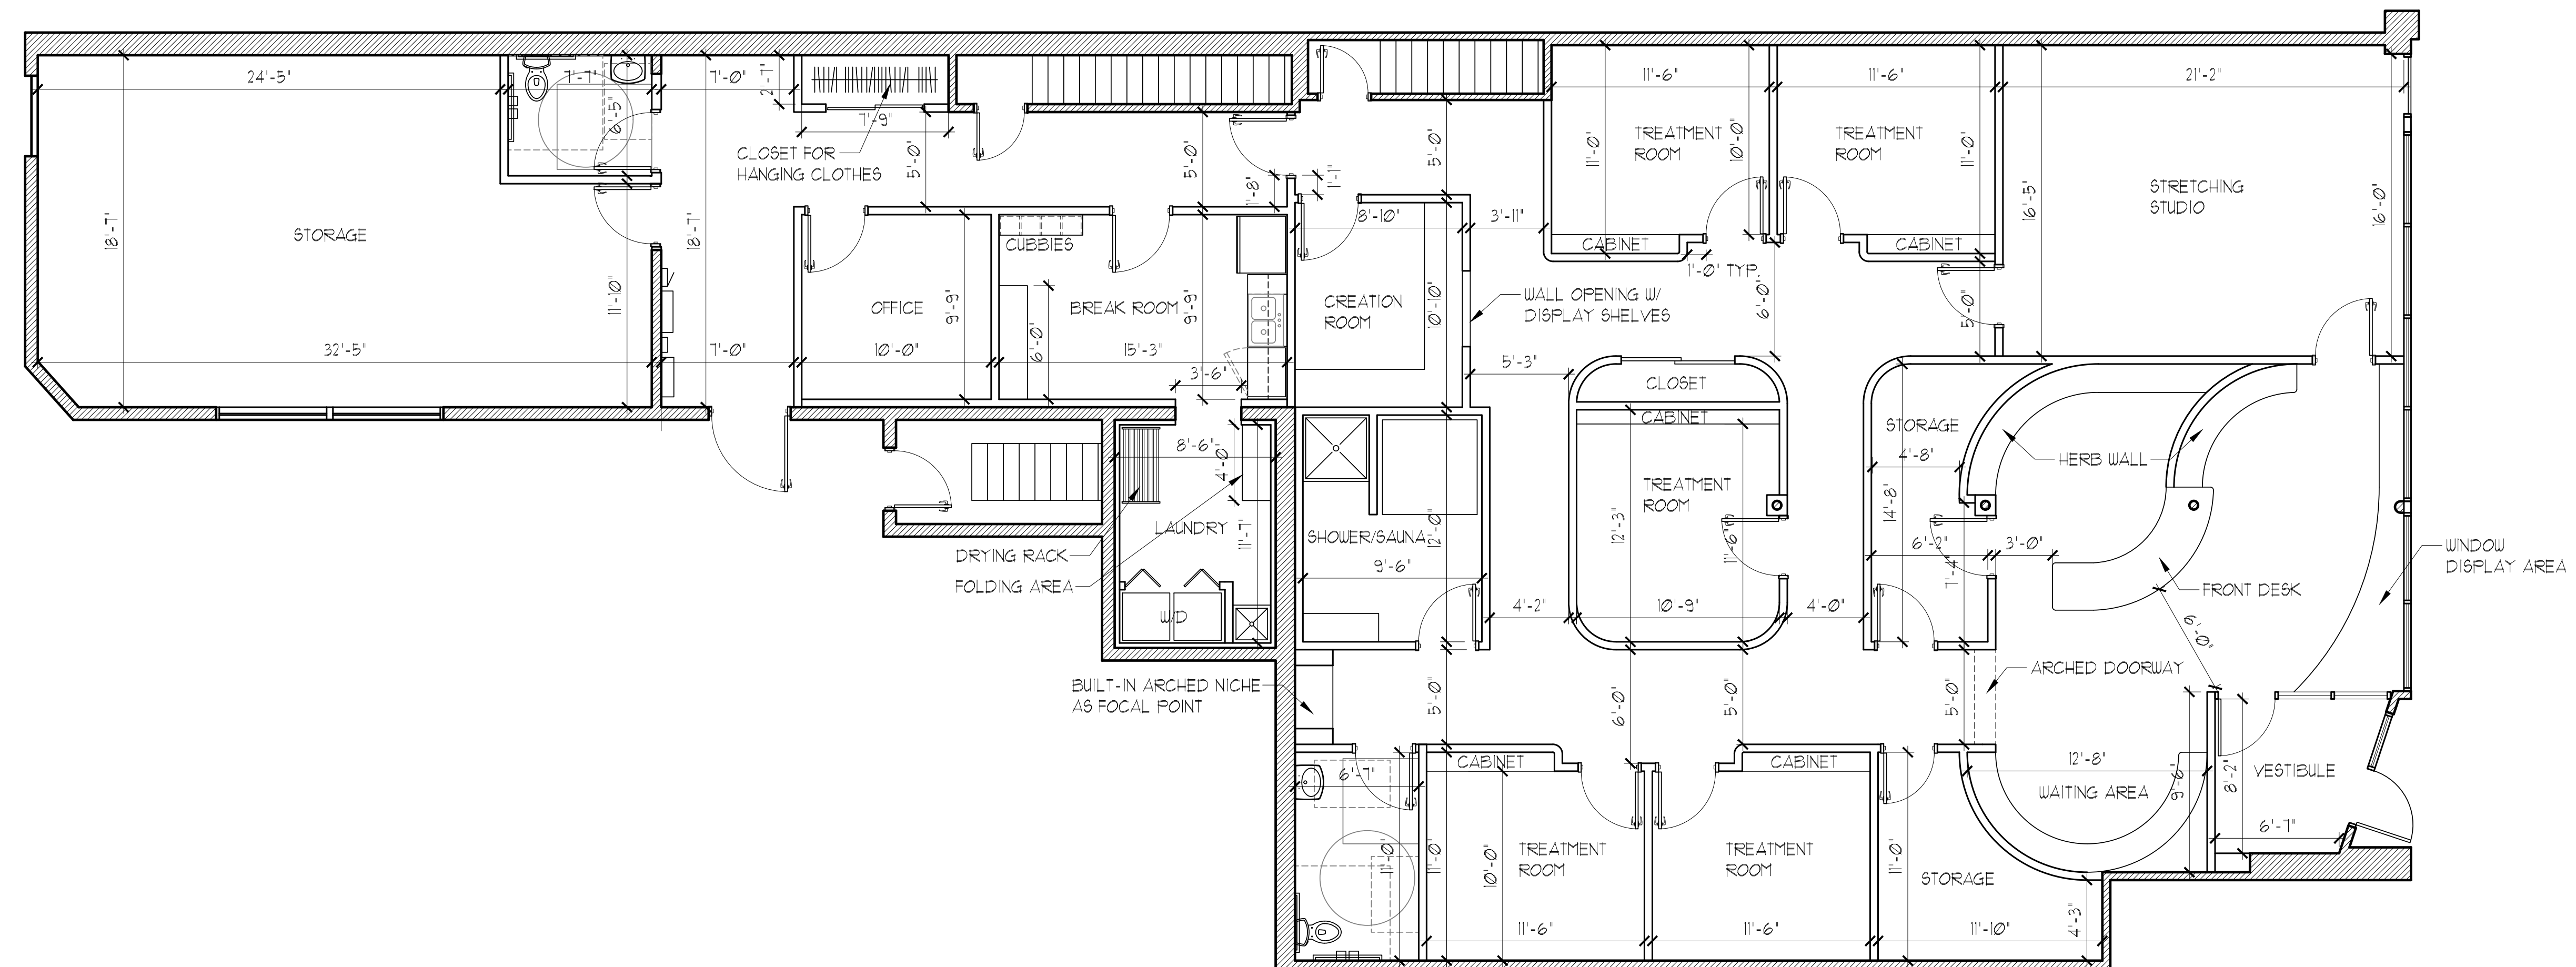 24'-5"
7'-7"
7'-0"
2'-7"
7'-9"
6'-5"
CLOSET FOR
HANGING CLOTHES
5'-0"
5'-0"
1'-8"
1'-1"
5'-0"
11'-6"
11'-6"
21'-2"
TREATMENT
ROOM
TREATMENT
ROOM
11'-0"
10'-0"
11'-0"
16'-5"
16'-0"
STRETCHING
STUDIO
18'-7"
STORAGE
18'-7"
11'-10"
CUBBIES
8'-10"
3'-11"
CABINET
CABINET
1'-0" TYP.
OFFICE
9'-9"
BREAK ROOM
9'-9"
6'-0"
CREATION
ROOM
10'-10"
WALL OPENING W/
DISPLAY SHELVES
6'-0"
5'-0"
32'-5"
7'-0"
10'-0"
15'-3"
3'-6"
5'-3"
CLOSET
CABINET
STORAGE
4'-8"
HERB WALL
8'-6"
4'-0"
LAUNDRY
11'-7"
DRYING RACK
FOLDING AREA
W/D
SHOWER/SAUNA
12'-0"
9'-6"
TREATMENT
ROOM
12'-3"
11'-6"
14'-8"
6'-2"
3'-0"
7'-4"
WINDOW
DISPLAY AREA
FRONT DESK
4'-2"
10'-9"
4'-0"
6'-0"
ARCHED DOORWAY
BUILT-IN ARCHED NICHE
AS FOCAL POINT
5'-0"
6'-0"
5'-0"
5'-0"
CABINET
CABINET
12'-8"
6'-7"
WAITING AREA
9'-6"
8'-2"
VESTIBULE
6'-7"
11'-0"
11'-0"
10'-0"
TREATMENT
ROOM
TREATMENT
ROOM
11'-0"
STORAGE
11'-6"
11'-6"
11'-10"
4'-3"